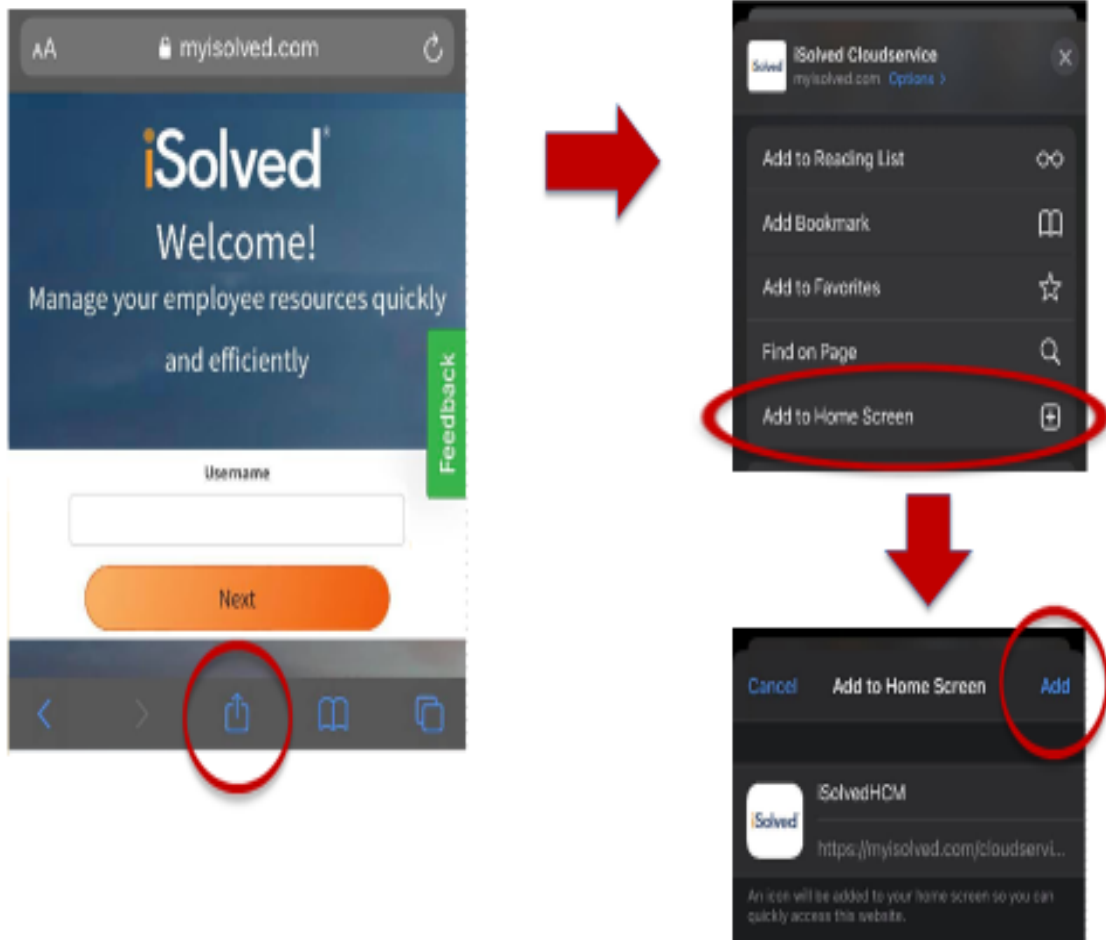 AA myisolved.com
iSolved®
Welcome!
Manage your employee resources quickly
and efficiently
Feedback
Username
Next
iSolved
iSolved Cloudservice
myisolved.com Options >
Add to Reading List
Add Bookmark
Add to Favorites
Find on Page
Add to Home Screen
Cancel Add to Home Screen Add
iSolved
iSolvedHCM
https://myisolved.com/cloudservi...
An icon will be added to your home screen so you can
quickly access this website.